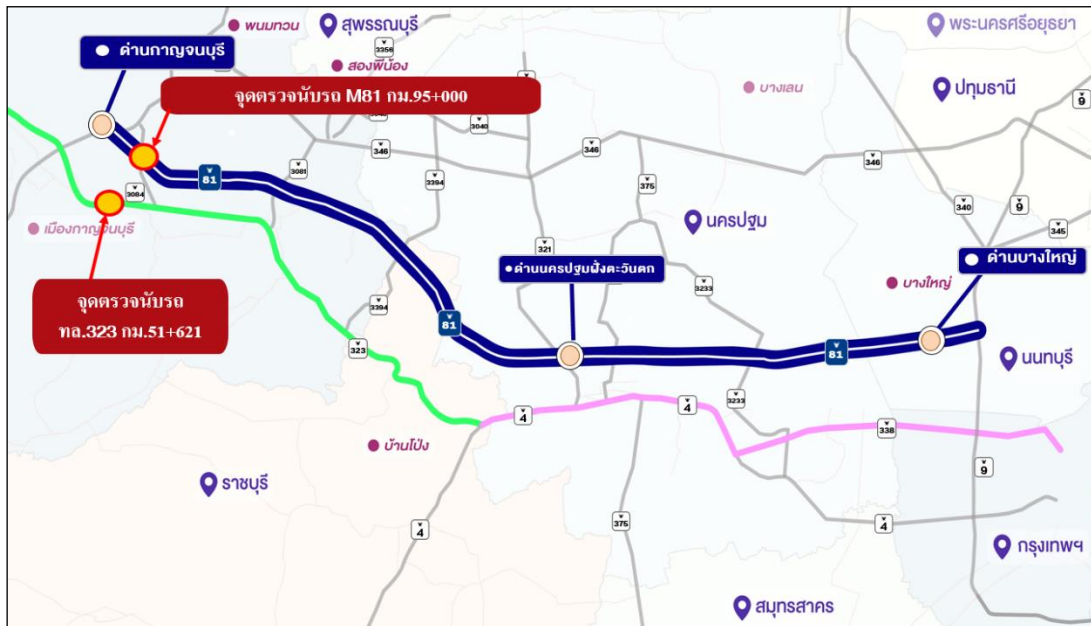 พนมทวน
สุพรรณบุรี
พระนครศรีอยุธยา
ด่านกาญจนบุรี
3356
สองพี่น้อง
จุดตรวจนับรถ M81 กม.95+000
บางเลน
ปทุมธานี
9
3040
346
346
346
81
3081
3394
375
3084
340
9
345
เมืองกาญจนบุรี
นครปฐม
321
ด่านนครปฐมฝั่งตะวันตก
ด่านบางใหญ่
3233
บางใหญ่
จุดตรวจนับรถ
ทล.323 กม.51+621
3394
81
323
81
นนทบุรี
4
4
3233
338
บ้านโป่ง
9
ราชบุรี
4
375
4
กรุงเทพฯ
สมุทรสาคร